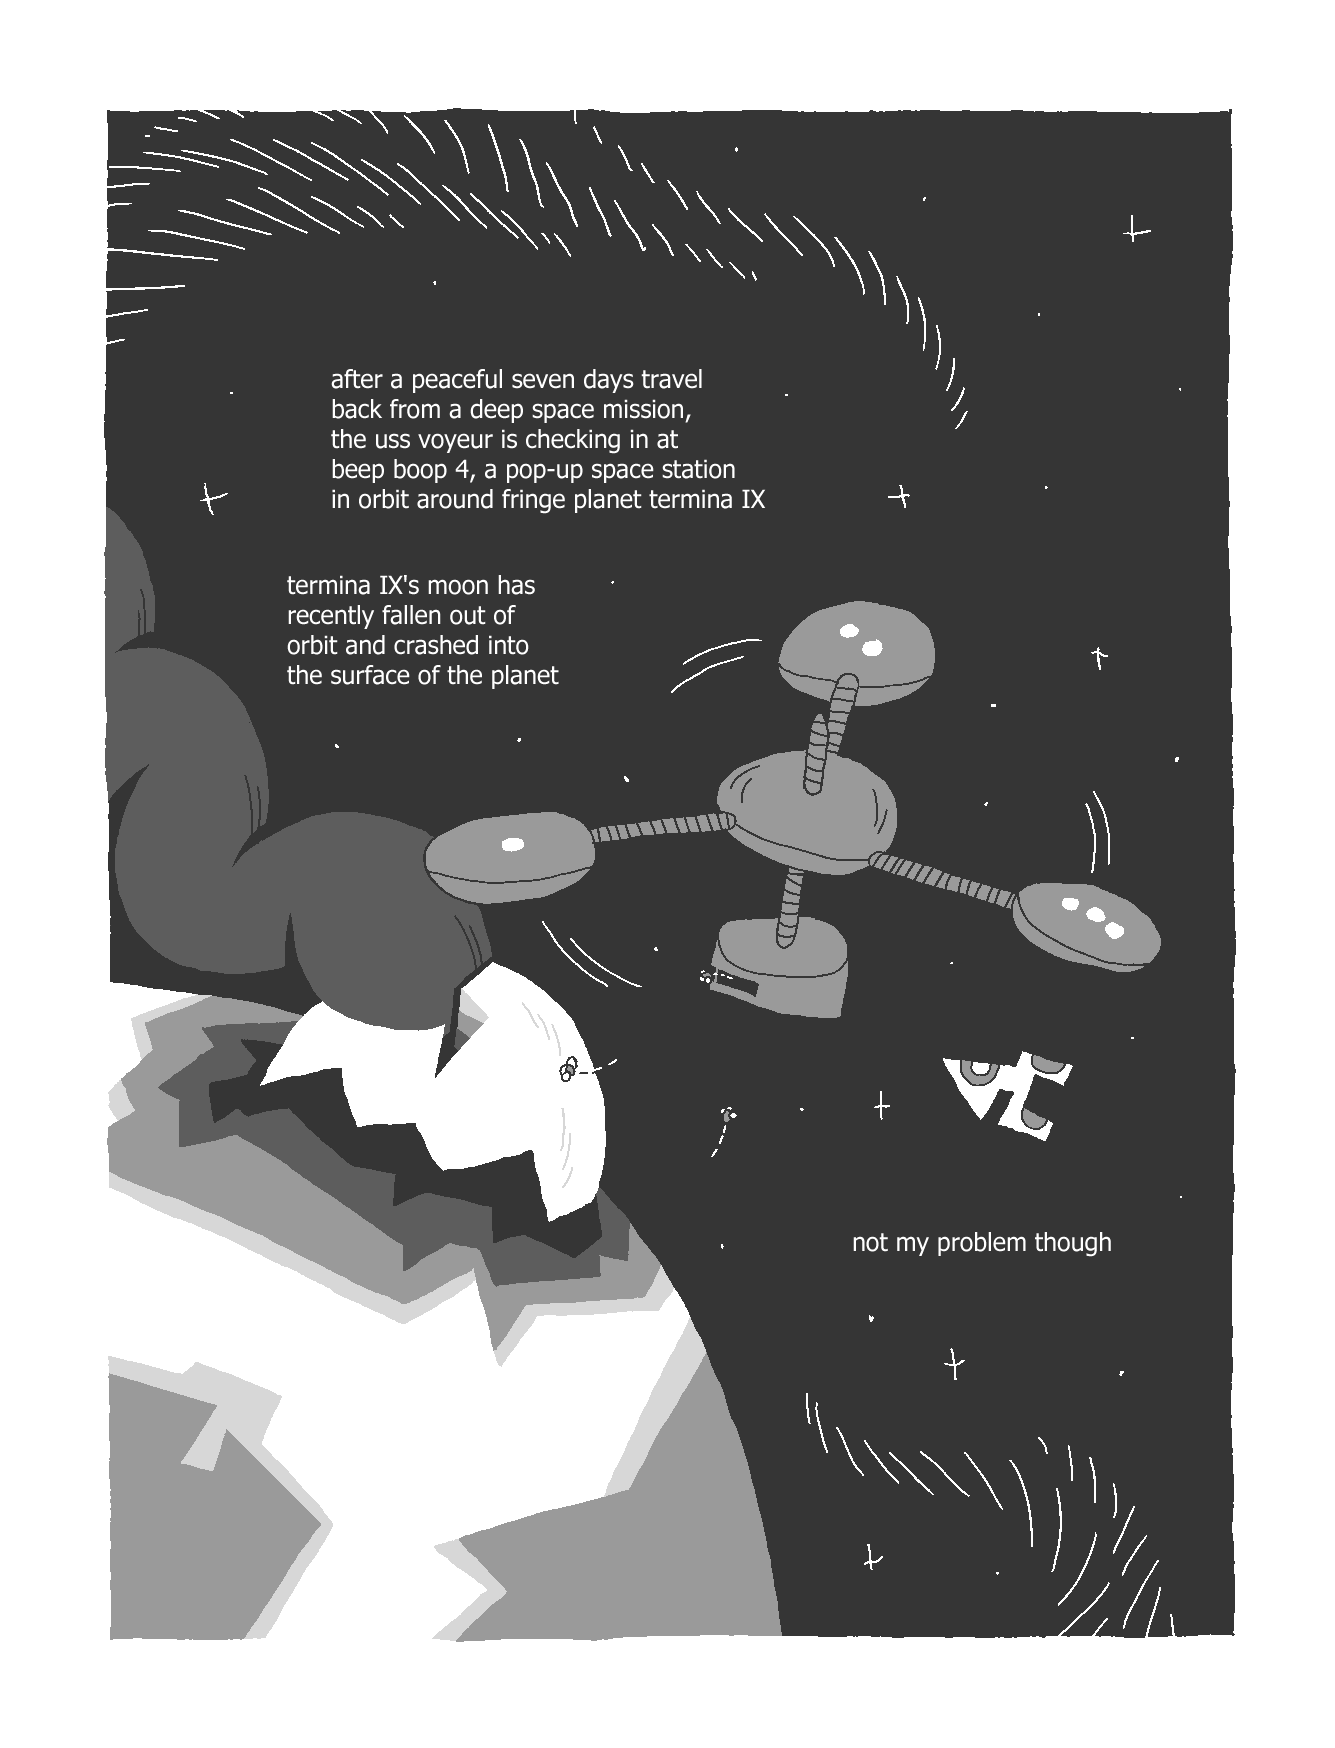 after a peaceful seven days travel
back from a deep space mission,
the uss voyeur is checking in at
beep boop 4, a pop-up space station
in orbit around fringe planet termina IX
termina IX's moon has
recently fallen out of
orbit and crashed into
the surface of the planet
not my problem though